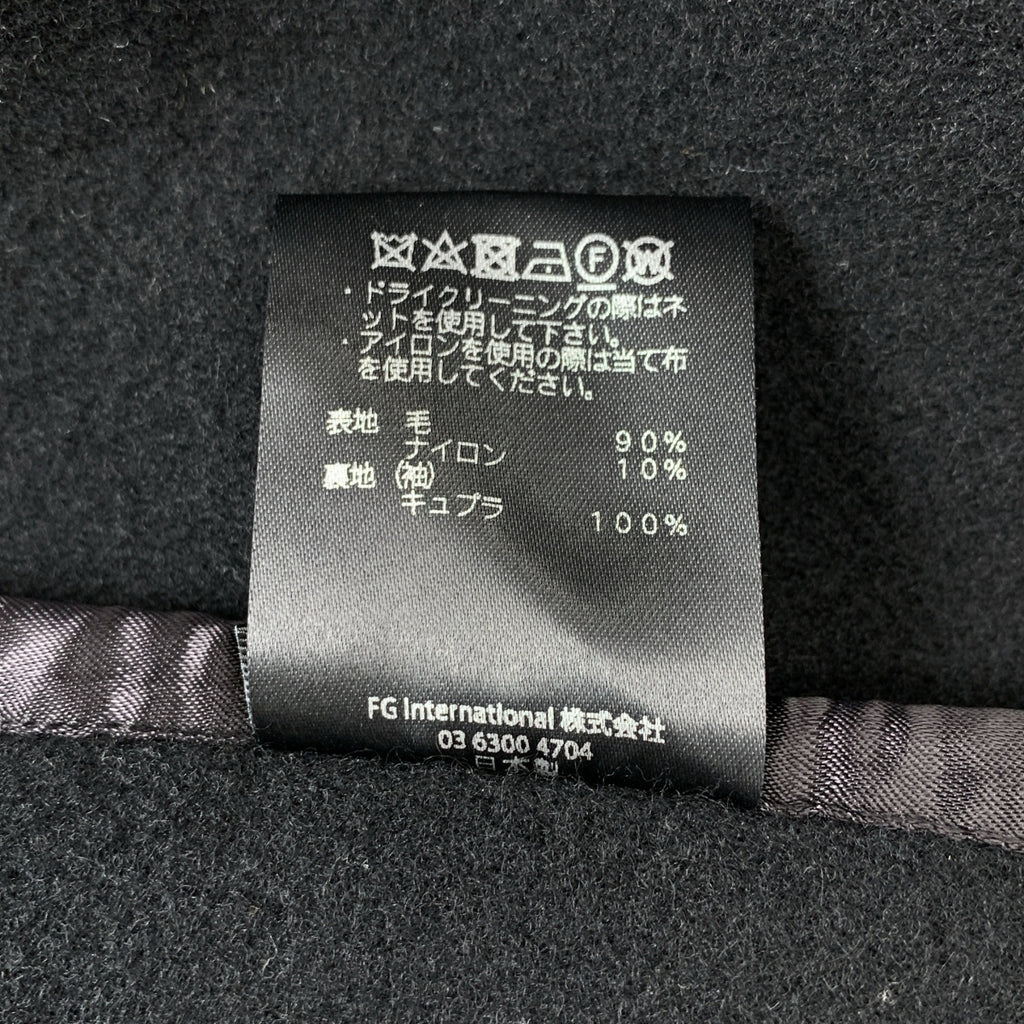 F W
・ドライクリーニングの際はネ
ットを使用して下さい。
・アイロンを使用の際は当て布
を使用してください。
表地 毛 90%
ナイロン 10%
裏地 (袖)
キュプラ 100%
FG International 株式会社
03 6300 4704
日本製